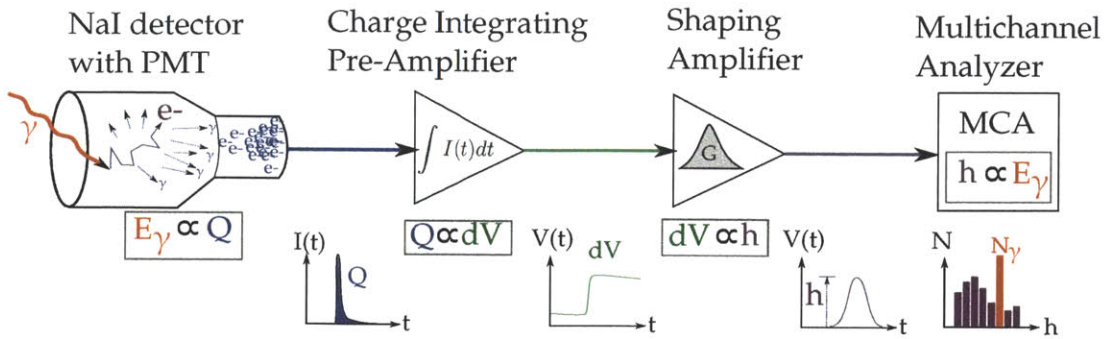 NaI detector
with PMT
Charge Integrating
Pre-Amplifier
Shaping
Amplifier
Multichannel
Analyzer
γ
e-
γ
γ
γ
γ
γ
e- e- e- e- e- e- e- e-
∫ I(t)dt
G
MCA
h ∝ Eγ
Eγ ∝ Q
Q∝dV
dV∝h
I(t)
Q
t
V(t)
dV
t
V(t)
h
t
N
Nγ
h